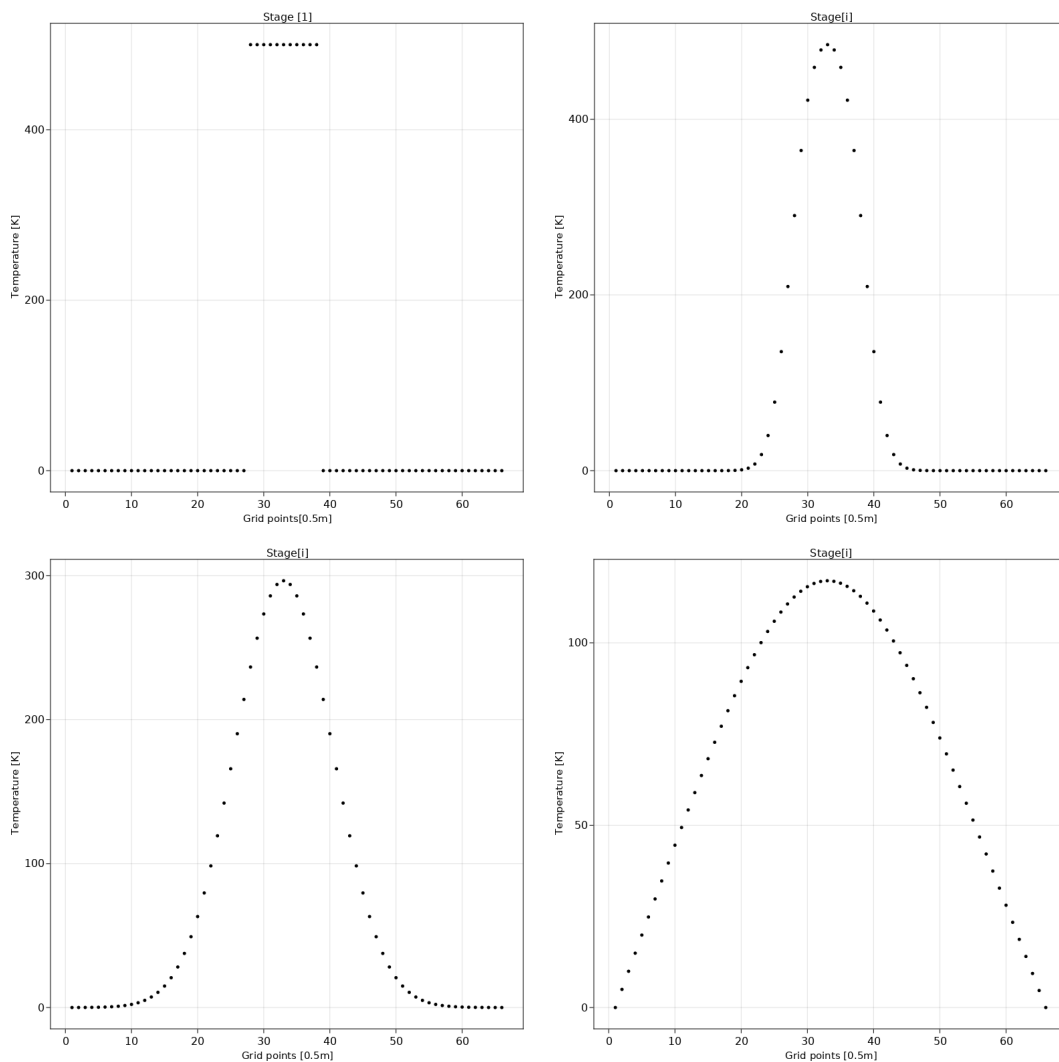 Stage [1]
Temperature [K]
400
200
0
0 10 20 30 40 50 60
Grid points[0.5m]
Stage[i]
Temperature [K]
400
200
0
0 10 20 30 40 50 60
Grid points [0.5m]
Stage[i]
Temperature [K]
300
200
100
0
0 10 20 30 40 50 60
Grid points [0.5m]
Stage[i]
Temperature [K]
100
50
0
0 10 20 30 40 50 60
Grid points [0.5m]